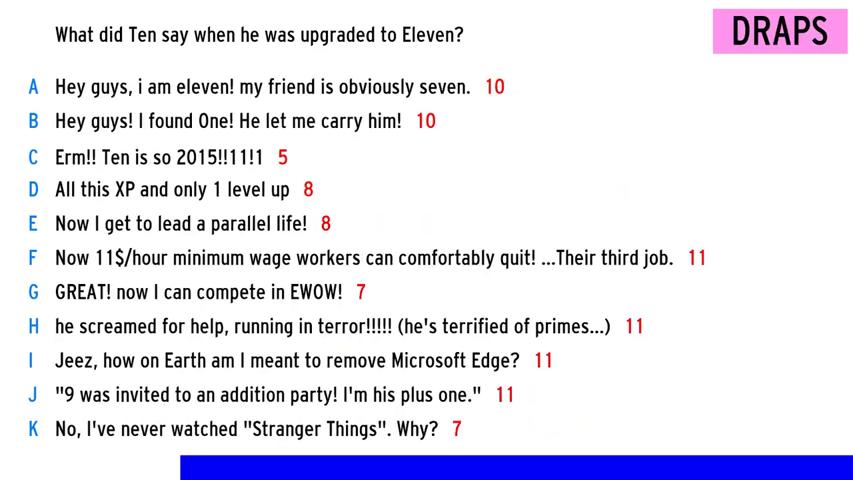 What did Ten say when he was upgraded to Eleven?
DRAPS
A Hey guys, i am eleven! my friend is obviously seven. 10
B Hey guys! I found One! He let me carry him! 10
C Erm!! Ten is so 2015!!11!1 5
D All this XP and only 1 level up 8
E Now I get to lead a parallel life! 8
F Now 11$/hour minimum wage workers can comfortably quit! ...Their third job. 11
G GREAT! now I can compete in EWOW! 7
H he screamed for help, running in terror!!!!! (he's terrified of primes...) 11
I Jeez, how on Earth am I meant to remove Microsoft Edge? 11
J "9 was invited to an addition party! I'm his plus one." 11
K No, I've never watched "Stranger Things". Why? 7